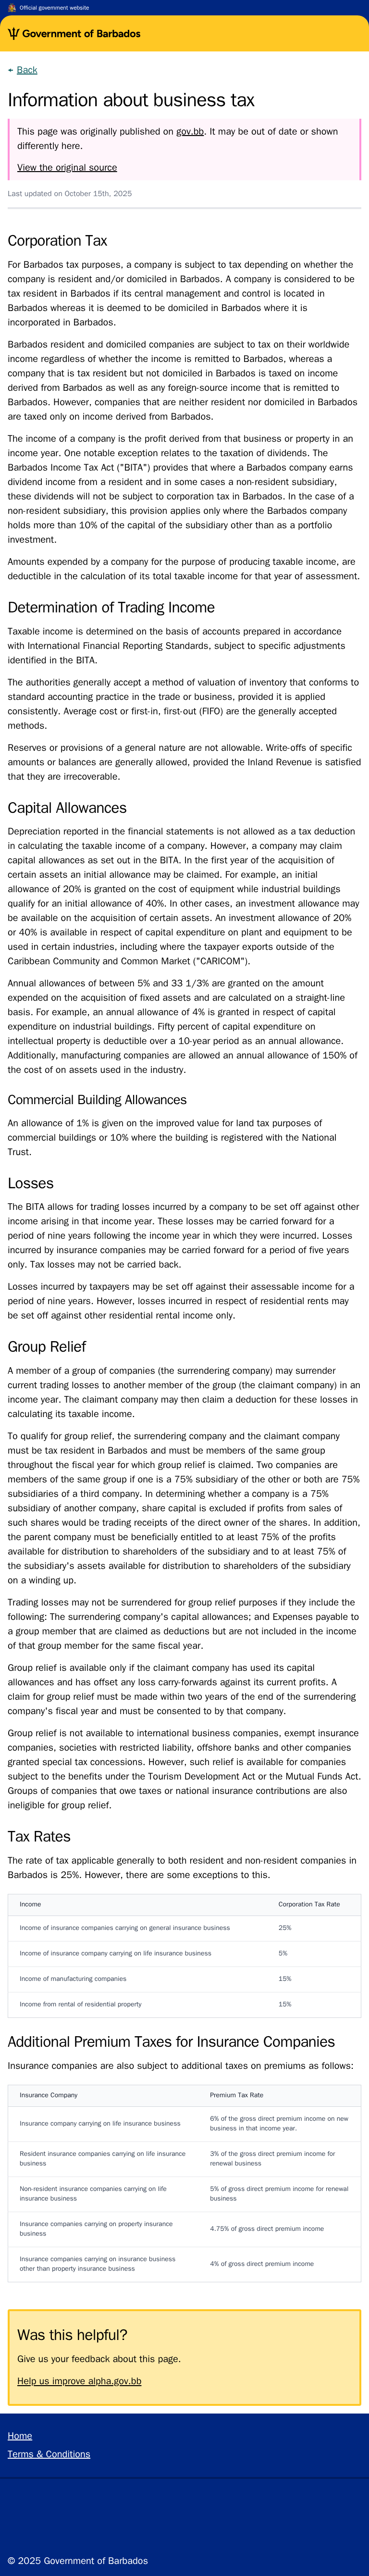 Official government website
Government of Barbados
Back
Information about business tax
This page was originally published on gov.bb. It may be out of date or shown
differently here.
View the original source
Last updated on October 15th, 2025
Corporation Tax
For Barbados tax purposes, a company is subject to tax depending on whether the
company is resident and/or domiciled in Barbados. A company is considered to be
tax resident in Barbados if its central management and control is located in
Barbados whereas it is deemed to be domiciled in Barbados where it is
incorporated in Barbados.
Barbados resident and domiciled companies are subject to tax on their worldwide
income regardless of whether the income is remitted to Barbados, whereas a
company that is tax resident but not domiciled in Barbados is taxed on income
derived from Barbados as well as any foreign-source income that is remitted to
Barbados. However, companies that are neither resident nor domiciled in Barbados
are taxed only on income derived from Barbados.
The income of a company is the profit derived from that business or property in an
income year. One notable exception relates to the taxation of dividends. The
Barbados Income Tax Act ("BITA") provides that where a Barbados company earns
dividend income from a resident and in some cases a non-resident subsidiary,
these dividends will not be subject to corporation tax in Barbados. In the case of a
non-resident subsidiary, this provision applies only where the Barbados company
holds more than 10% of the capital of the subsidiary other than as a portfolio
investment.
Amounts expended by a company for the purpose of producing taxable income, are
deductible in the calculation of its total taxable income for that year of assessment.
Determination of Trading Income
Taxable income is determined on the basis of accounts prepared in accordance
with International Financial Reporting Standards, subject to specific adjustments
identified in the BITA.
The authorities generally accept a method of valuation of inventory that conforms to
standard accounting practice in the trade or business, provided it is applied
consistently. Average cost or first-in, first-out (FIFO) are the generally accepted
methods.
Reserves or provisions of a general nature are not allowable. Write-offs of specific
amounts or balances are generally allowed, provided the Inland Revenue is satisfied
that they are irrecoverable.
Capital Allowances
Depreciation reported in the financial statements is not allowed as a tax deduction
in calculating the taxable income of a company. However, a company may claim
capital allowances as set out in the BITA. In the first year of the acquisition of
certain assets an initial allowance may be claimed. For example, an initial
allowance of 20% is granted on the cost of equipment while industrial buildings
qualify for an initial allowance of 40%. In other cases, an investment allowance may
be available on the acquisition of certain assets. An investment allowance of 20%
or 40% is available in respect of capital expenditure on plant and equipment to be
used in certain industries, including where the taxpayer exports outside of the
Caribbean Community and Common Market ("CARICOM").
Annual allowances of between 5% and 33 1/3% are granted on the amount
expended on the acquisition of fixed assets and are calculated on a straight-line
basis. For example, an annual allowance of 4% is granted in respect of capital
expenditure on industrial buildings. Fifty percent of capital expenditure on
intellectual property is deductible over a 10-year period as an annual allowance.
Additionally, manufacturing companies are allowed an annual allowance of 150% of
the cost of on assets used in the industry.
Commercial Building Allowances
An allowance of 1% is given on the improved value for land tax purposes of
commercial buildings or 10% where the building is registered with the National
Trust.
Losses
The BITA allows for trading losses incurred by a company to be set off against other
income arising in that income year. These losses may be carried forward for a
period of nine years following the income year in which they were incurred. Losses
incurred by insurance companies may be carried forward for a period of five years
only. Tax losses may not be carried back.
Losses incurred by taxpayers may be set off against their assessable income for a
period of nine years. However, losses incurred in respect of residential rents may
be set off against other residential rental income only.
Group Relief
A member of a group of companies (the surrendering company) may surrender
current trading losses to another member of the group (the claimant company) in an
income year. The claimant company may then claim a deduction for these losses in
calculating its taxable income.
To qualify for group relief, the surrendering company and the claimant company
must be tax resident in Barbados and must be members of the same group
throughout the fiscal year for which group relief is claimed. Two companies are
members of the same group if one is a 75% subsidiary of the other or both are 75%
subsidiaries of a third company. In determining whether a company is a 75%
subsidiary of another company, share capital is excluded if profits from sales of
such shares would be trading receipts of the direct owner of the shares. In addition,
the parent company must be beneficially entitled to at least 75% of the profits
available for distribution to shareholders of the subsidiary and to at least 75% of
the subsidiary's assets available for distribution to shareholders of the subsidiary
on a winding up.
Trading losses may not be surrendered for group relief purposes if they include the
following: The surrendering company's capital allowances; and Expenses payable to
a group member that are claimed as deductions but are not included in the income
of that group member for the same fiscal year.
Group relief is available only if the claimant company has used its capital
allowances and has offset any loss carry-forwards against its current profits. A
claim for group relief must be made within two years of the end of the surrendering
company's fiscal year and must be consented to by that company.
Group relief is not available to international business companies, exempt insurance
companies, societies with restricted liability, offshore banks and other companies
granted special tax concessions. However, such relief is available for companies
subject to the benefits under the Tourism Development Act or the Mutual Funds Act.
Groups of companies that owe taxes or national insurance contributions are also
ineligible for group relief.
Tax Rates
The rate of tax applicable generally to both resident and non-resident companies in
Barbados is 25%. However, there are some exceptions to this.
Income Corporation Tax Rate
Income of insurance companies carrying on general insurance business 25%
Income of insurance company carrying on life insurance business 5%
Income of manufacturing companies 15%
Income from rental of residential property 15%
Additional Premium Taxes for Insurance Companies
Insurance companies are also subject to additional taxes on premiums as follows:
Insurance Company Premium Tax Rate
Insurance company carrying on life insurance business 6% of the gross direct premium income on new
business in that income year.
Resident insurance companies carrying on life insurance
business
3% of the gross direct premium income for
renewal business
Non-resident insurance companies carrying on life
insurance business
5% of gross direct premium income for renewal
business
Insurance companies carrying on property insurance
business
4.75% of gross direct premium income
Insurance companies carrying on insurance business
other than property insurance business
4% of gross direct premium income
Was this helpful?
Give us your feedback about this page.
Help us improve alpha.gov.bb
Home
Terms & Conditions
© 2025 Government of Barbados